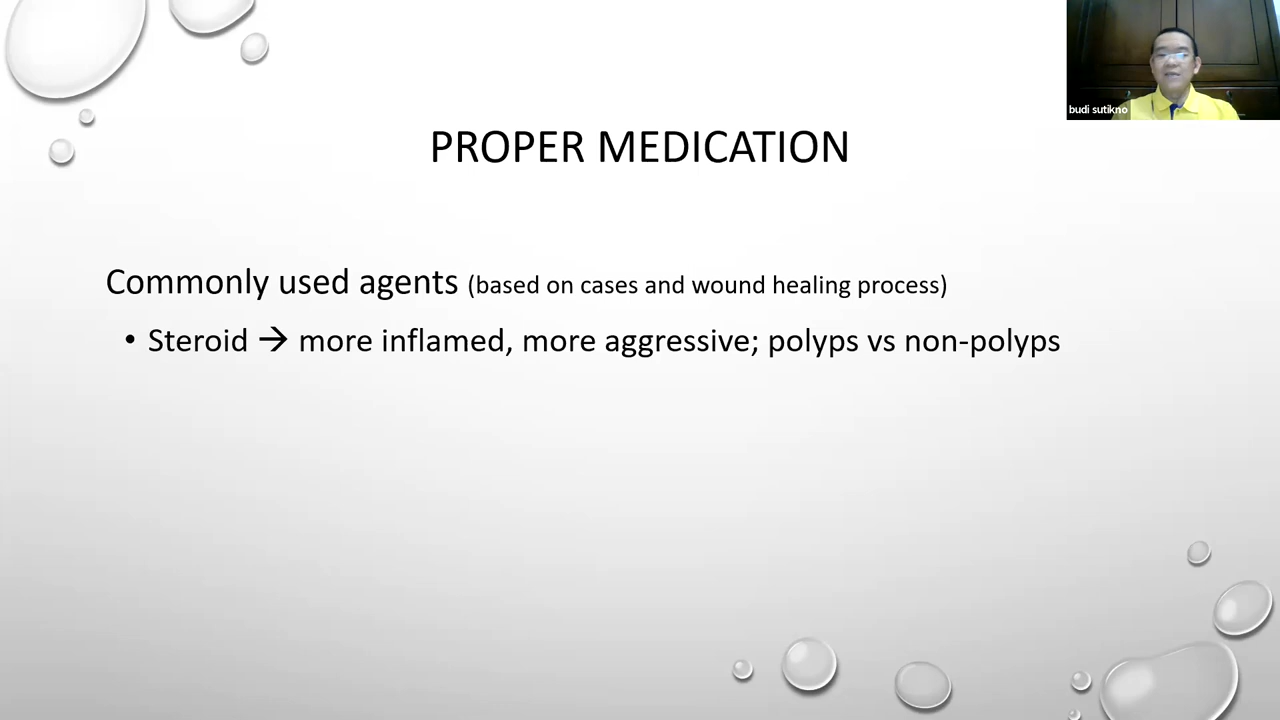 budi sutikno
PROPER MEDICATION
Commonly used agents (based on cases and wound healing process)
• Steroid → more inflamed, more aggressive; polyps vs non-polyps